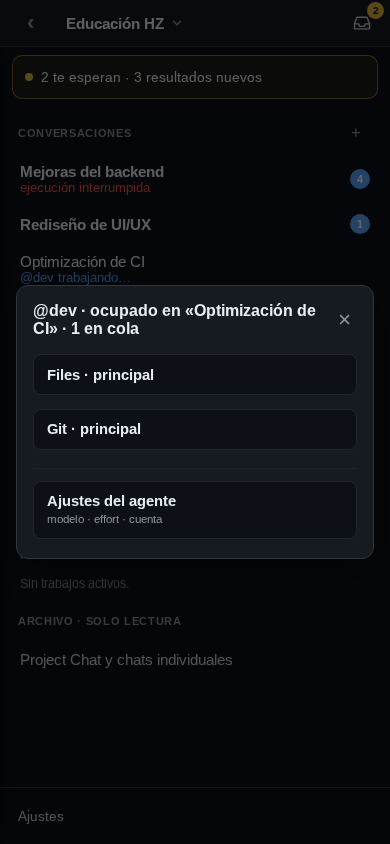 Educación HZ
2
2 te esperan · 3 resultados nuevos
CONVERSACIONES
+
Mejoras del backend
ejecución interrumpida
4
Rediseño de UI/UX
1
Optimización de CI
@dev trabajando…
@dev · ocupado en «Optimización de
CI» · 1 en cola
×
Files · principal
Git · principal
Ajustes del agente
modelo · effort · cuenta
Sin trabajos activos.
ARCHIVO · SOLO LECTURA
Project Chat y chats individuales
Ajustes